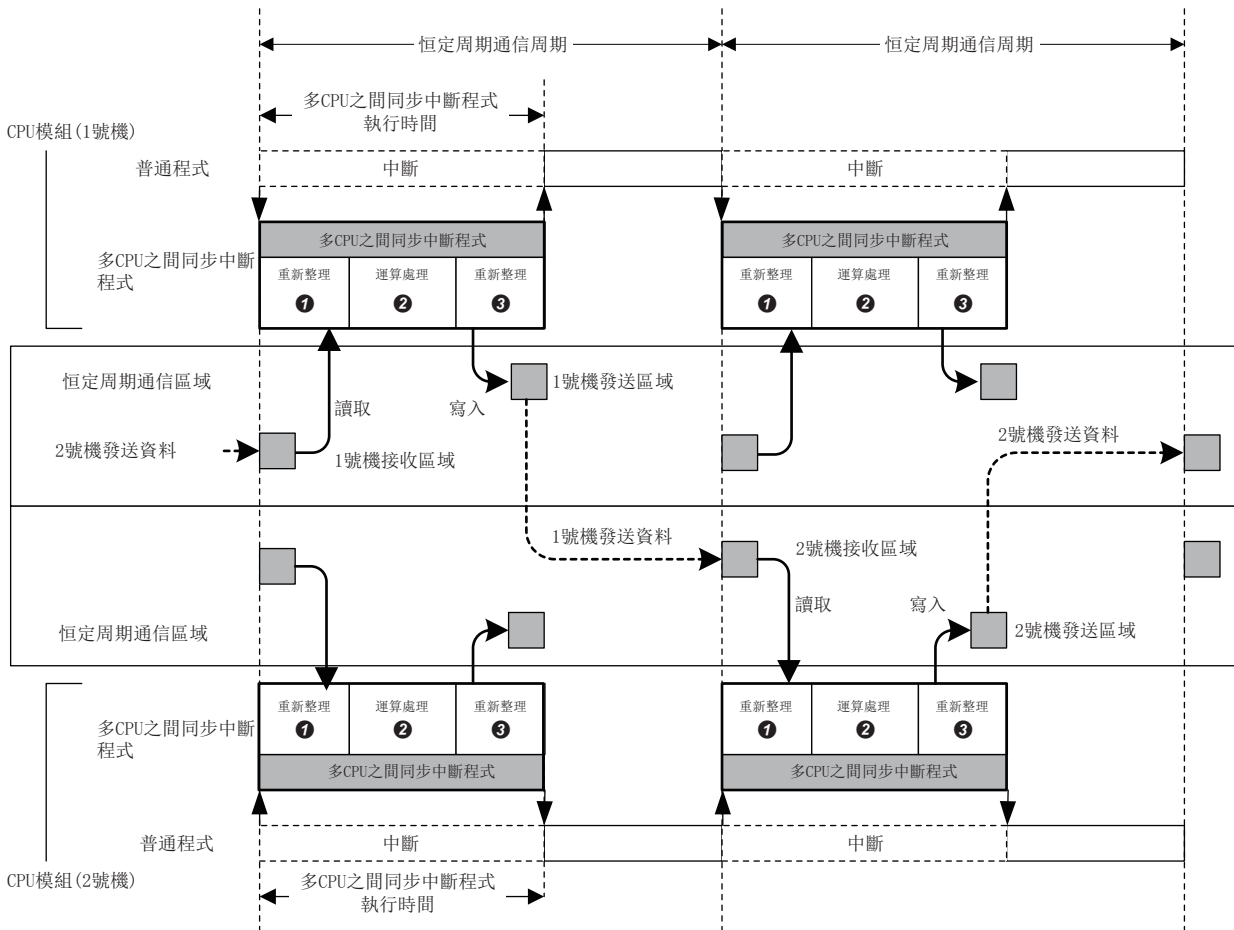 恒定周期通信周期
恒定周期通信周期
多CPU之間同步中斷程式
執行時間
CPU模組(1號機)
普通程式
中斷
中斷
多CPU之間同步中斷程式
多CPU之間同步中斷程式
多CPU之間同步中斷
程式
重新整理
運算處理
重新整理
重新整理
運算處理
重新整理
❶
❷
❸
❶
❷
❸
恒定周期通信區域
讀取
寫入
1號機發送區域
2號機發送資料
1號機接收區域
2號機發送資料
1號機發送資料
2號機接收區域
讀取
寫入
恒定周期通信區域
2號機發送區域
多CPU之間同步中斷
程式
重新整理
運算處理
重新整理
重新整理
運算處理
重新整理
❶
❷
❸
❶
❷
❸
多CPU之間同步中斷程式
多CPU之間同步中斷程式
普通程式
中斷
中斷
CPU模組(2號機)
多CPU之間同步中斷程式
執行時間